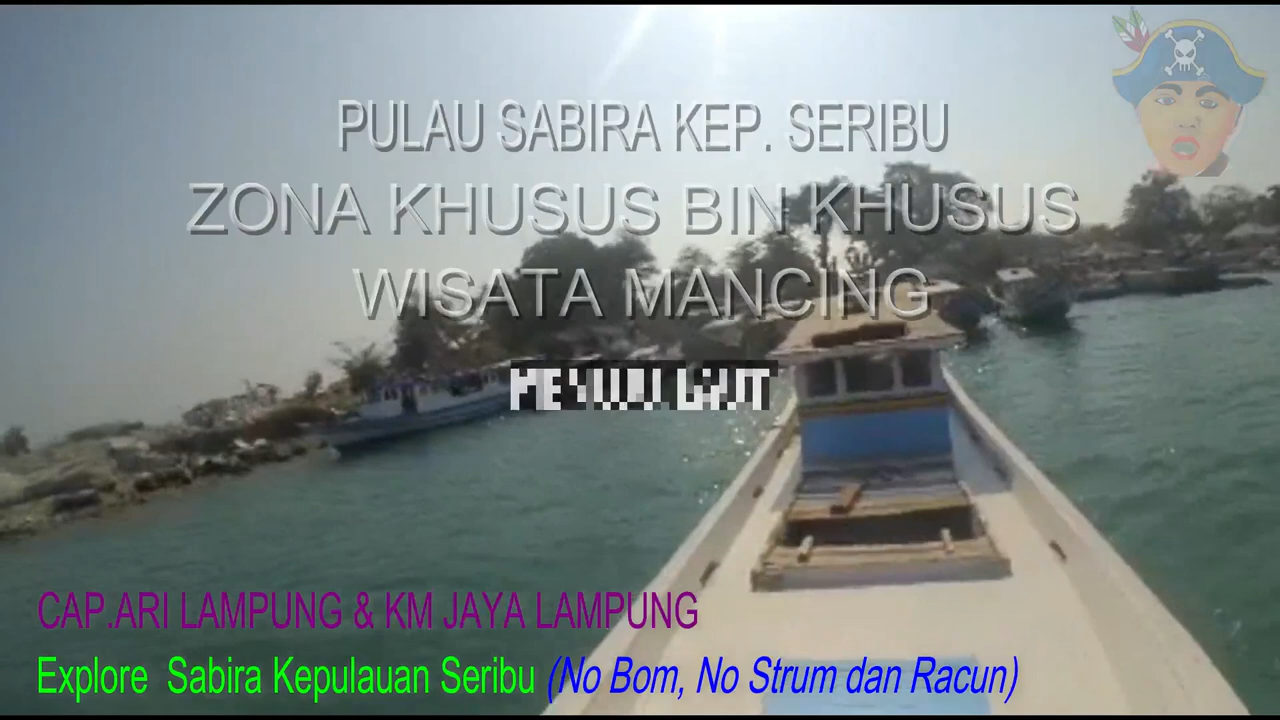 PULAU SABIRA KEP. SERIBU
ZONA KHUSUS BIN KHUSUS
WISATA MANCING
CAP.ARI LAMPUNG & KM JAYA LAMPUNG
Explore Sabira Kepulauan Seribu (No Bom, No Strum dan Racun)